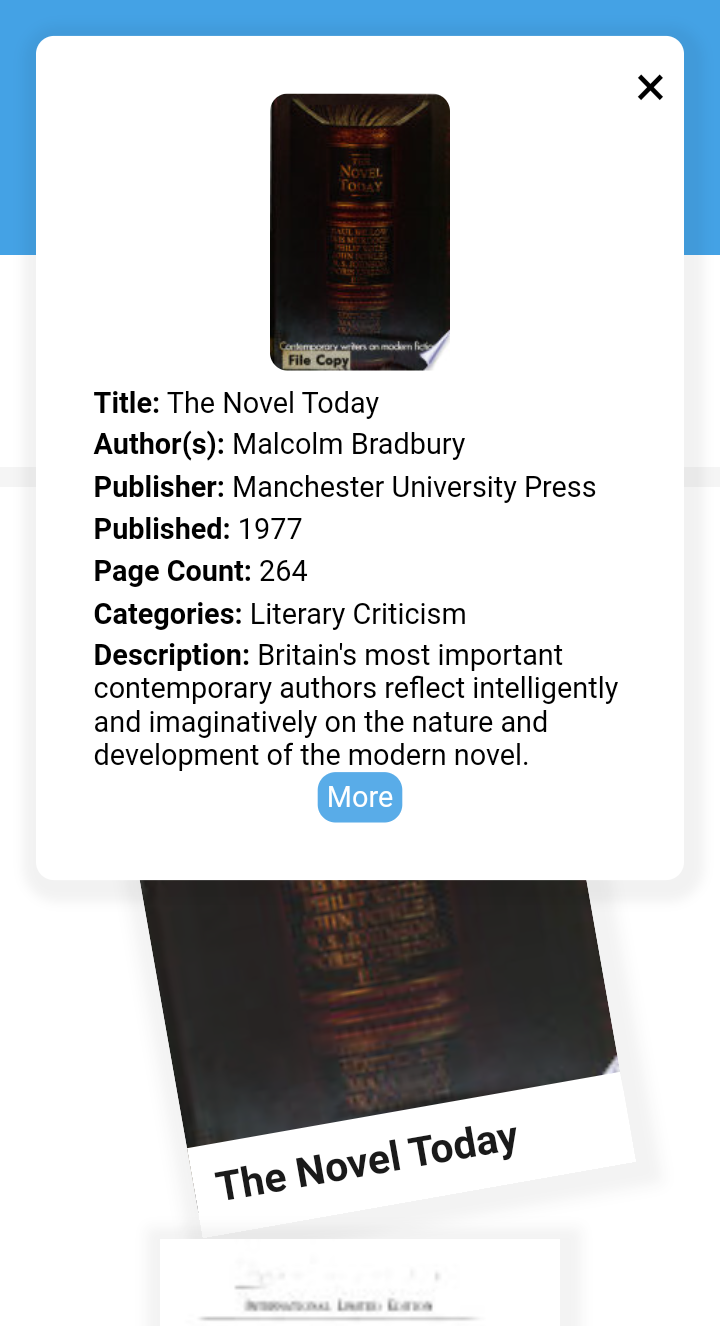 ×
THE
NOVEL
TODAY
Contemporary writers on modern fiction
File Copy
Title: The Novel Today
Author(s): Malcolm Bradbury
Publisher: Manchester University Press
Published: 1977
Page Count: 264
Categories: Literary Criticism
Description: Britain's most important
contemporary authors reflect intelligently
and imaginatively on the nature and
development of the modern novel.
More
The Novel Today
INTERNATIONAL LIMITED EDITION